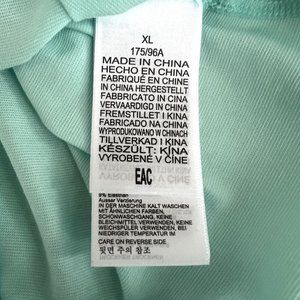 XL
175/96A
MADE IN CHINA
HECHO EN CHINA
FABRIQUÉ EN CHINE
IN CHINA HERGESTELLT
FABBRICATO IN CINA
VERVAARDIGD IN CHINA
FREMSTILLET I KINA
FABRICADO NA CHINA
WYPRODUKOWANO W CHINACH
TILLVERKAD I KINA
KÉSZÜLT: KÍNA
VYROBENÉ V ČÍNE
EAC
Elasthan
Ausser Verzierung
IN DER MASCHINE KALT WASCHEN
MIT ÄHNLICHEN FARBEN,
SCHONWASCHGANG, KEINE
BLEICHMITTEL VERWENDEN, KEINE
WEICHSPÜLER VERWENDEN, BEI
NIEDRIGER TEMPERATUR IM
CARE ON REVERSE SIDE.
뒷면 주의 참조